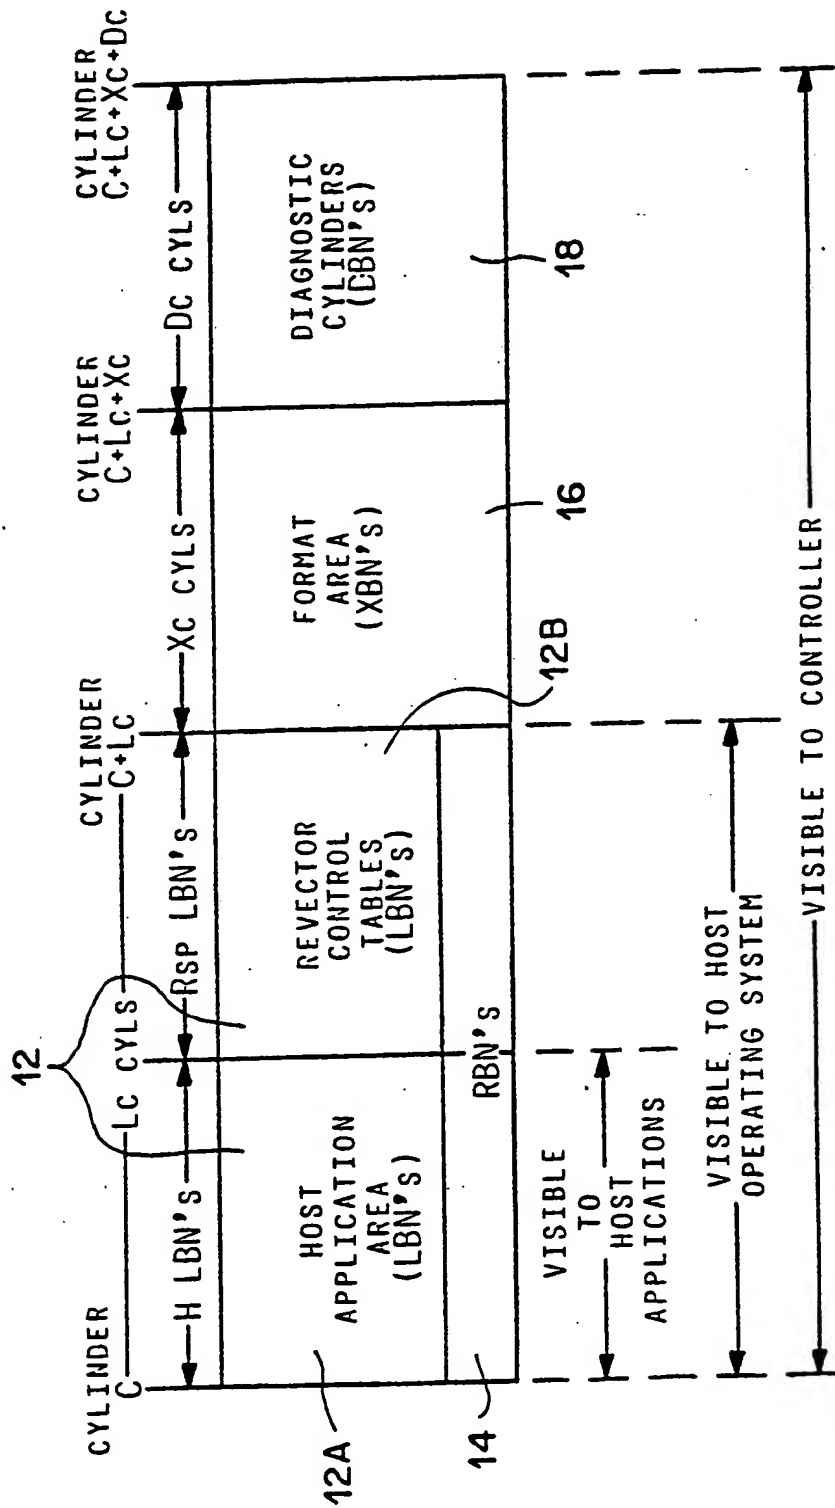 12
CYLINDER
C
LC CYLS
CYLINDER
C+LC
CYLINDER
C+LC+XC
CYLINDER
C+LC+XC+DC
H LBN's
RSP LBN's
XC CYLS
DC CYLS
HOST
APPLICATION
AREA
(LBN's)
REVECTOR
CONTROL
TABLES
(LBN's)
FORMAT
AREA
(XBN's)
DIAGNOSTIC
CYLINDERS
(DBN's)
RBN's
12A
14
12B
16
18
VISIBLE
TO
HOST
APPLICATIONS
VISIBLE TO HOST
OPERATING SYSTEM
VISIBLE TO CONTROLLER